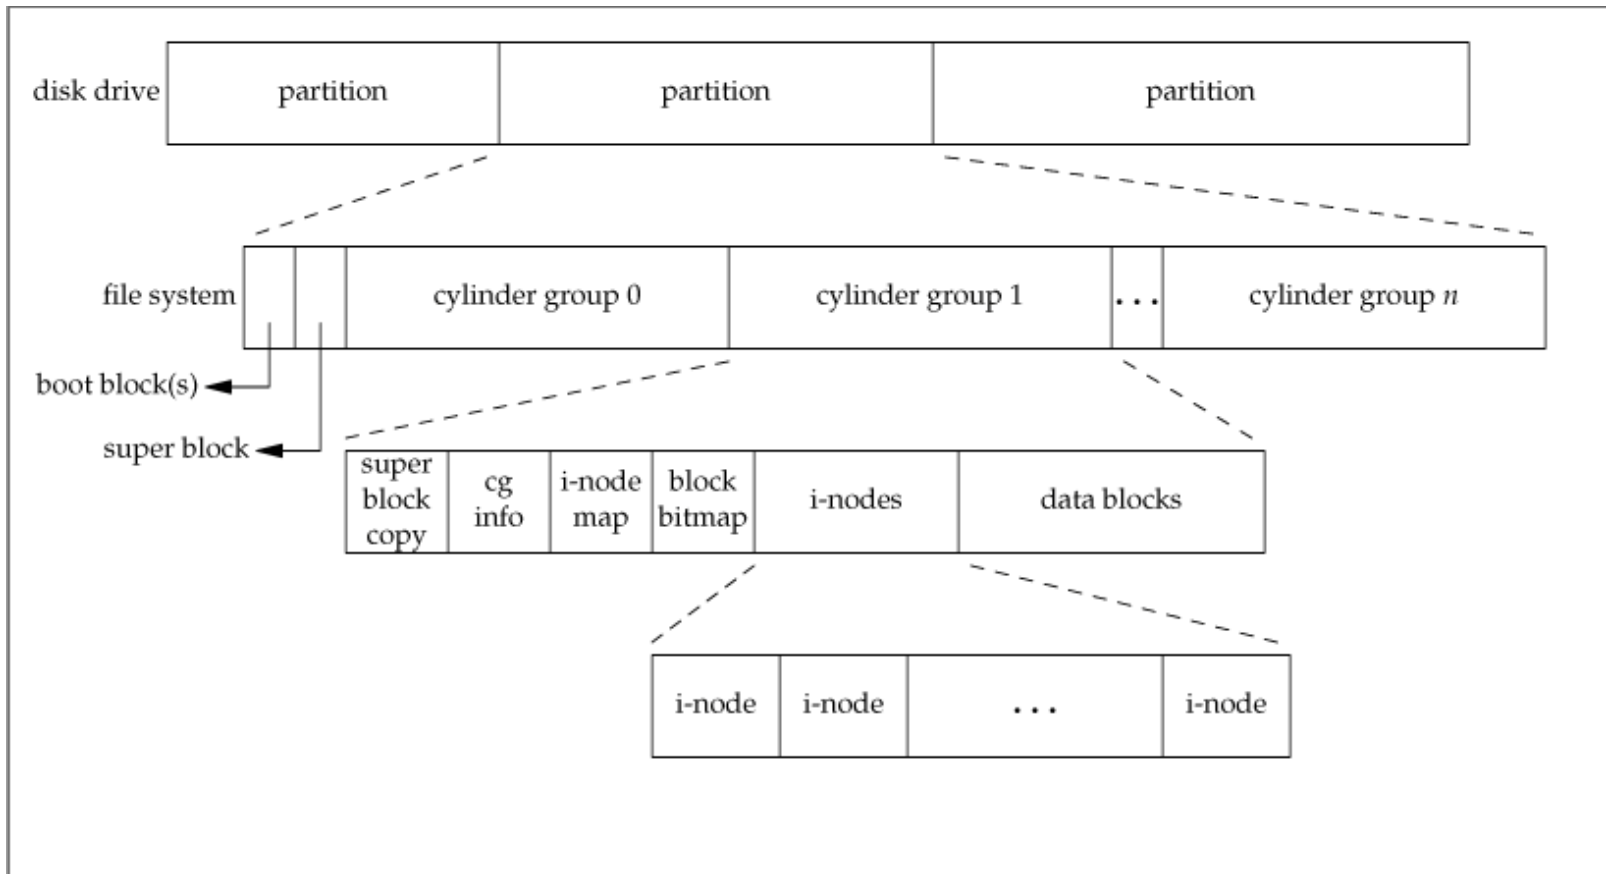 disk drive
partition
partition
partition
file system
cylinder group 0
cylinder group 1
...
cylinder group n
boot block(s)
super block
super
block
copy
cg
info
i-node
map
block
bitmap
i-nodes
data blocks
i-node
i-node
...
i-node